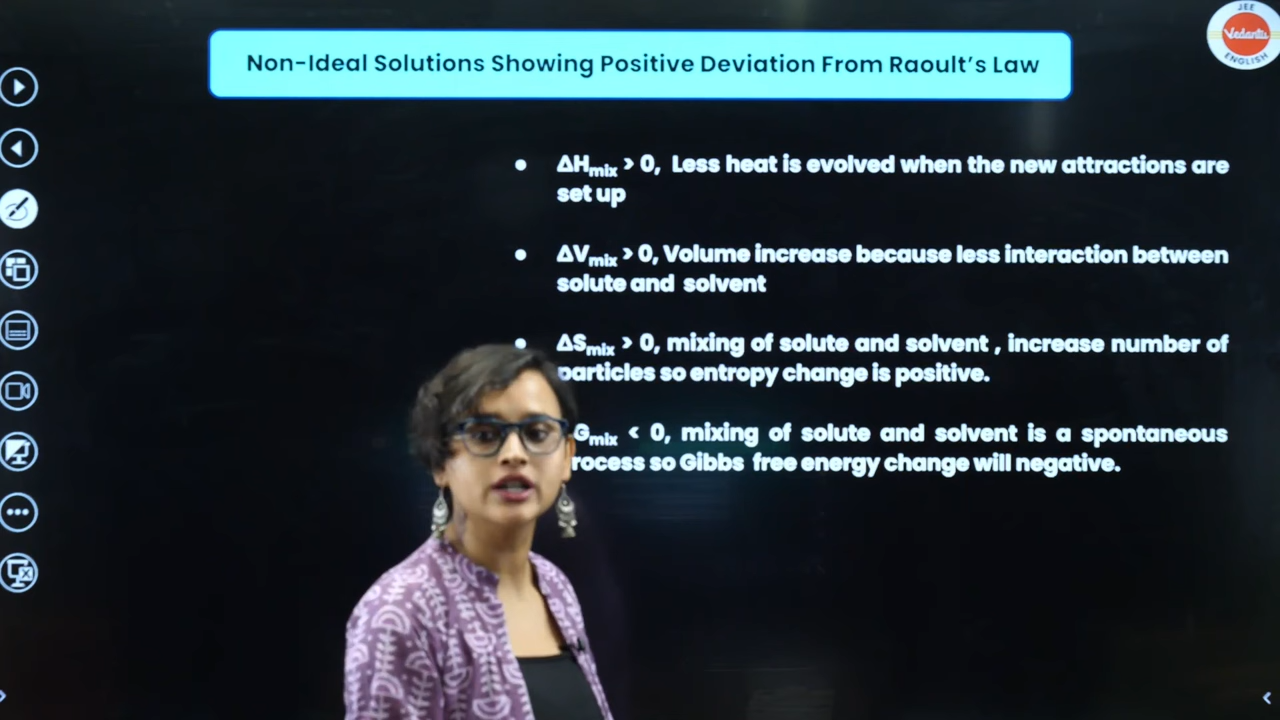 JEE
Vedantu
ENGLISH
Non-Ideal Solutions Showing Positive Deviation From Raoult’s Law
• ΔHmix > 0, Less heat is evolved when the new attractions are
set up
• ΔVmix > 0, Volume increase because less interaction between
solute and solvent
• ΔSmix > 0, mixing of solute and solvent , increase number of
particles so entropy change is positive.
Gmix < 0, mixing of solute and solvent is a spontaneous
rocess so Gibbs free energy change will negative.